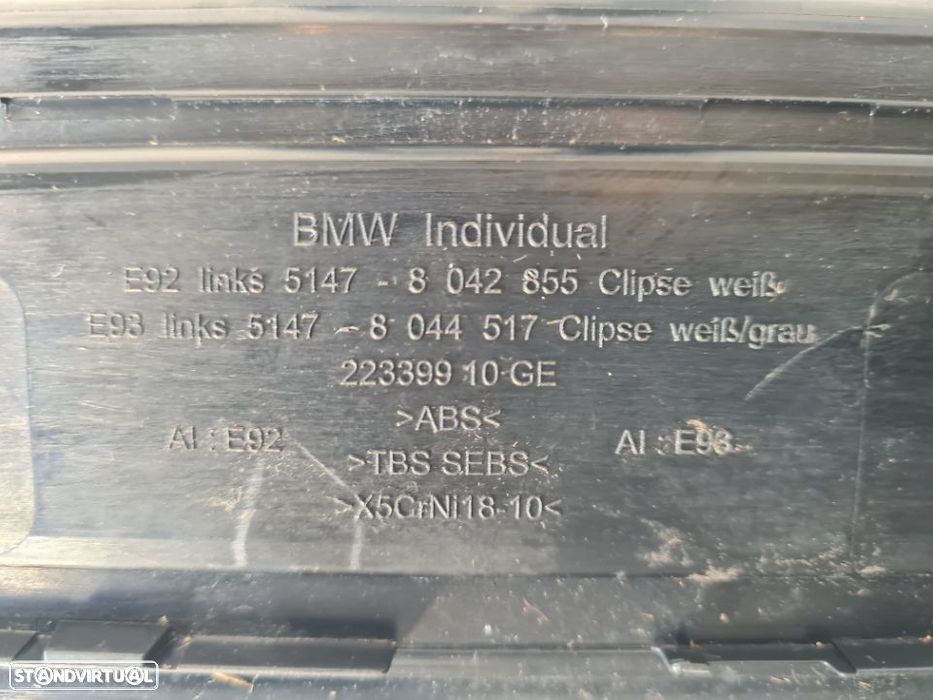 BMW Individual
E92 links 5147 - 8 042 855 Clipse weiß
E93 links 5147 - 8 044 517 Clipse weiß/grau
223399 10 GE
>ABS<
AI : E92
AI : E93
>TBS SEBS<
>X5CrNi18-10<
STANDVIRTUAL